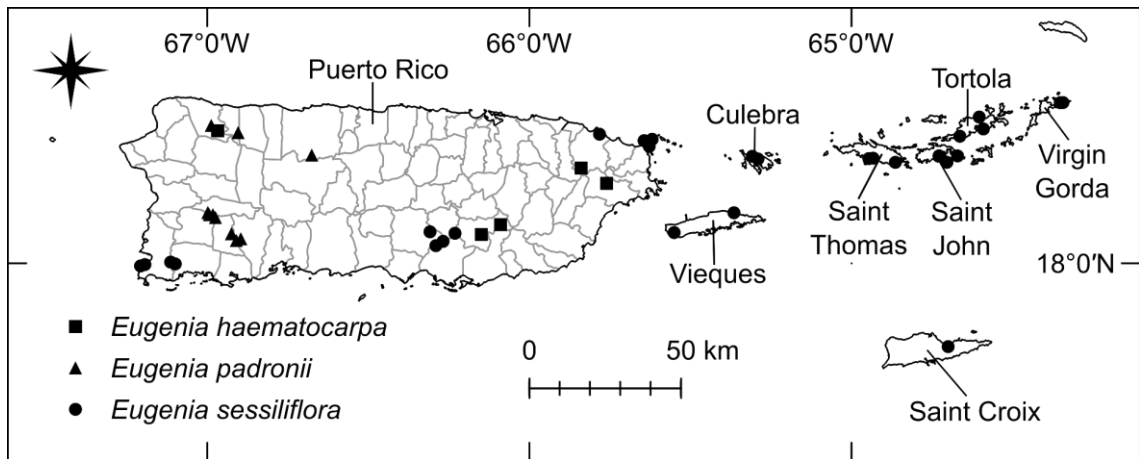 67°0′W 66°0′W 65°0′W
Puerto Rico
Tortola
Culebra
Virgin
Gorda
Saint
Thomas
Saint
John
Vieques
18°0′N
Eugenia haematocarpa
Eugenia padronii
Eugenia sessiliflora
0 50 km
Saint Croix